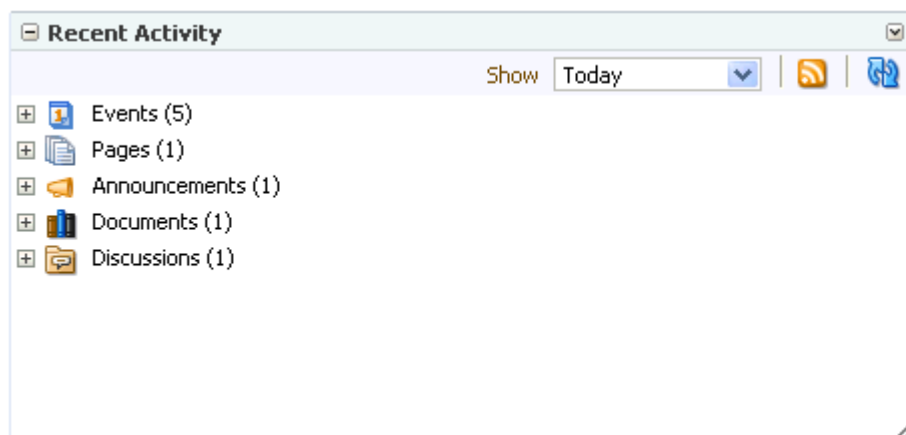 Recent Activity
Show Today
Events (5)
Pages (1)
Announcements (1)
Documents (1)
Discussions (1)